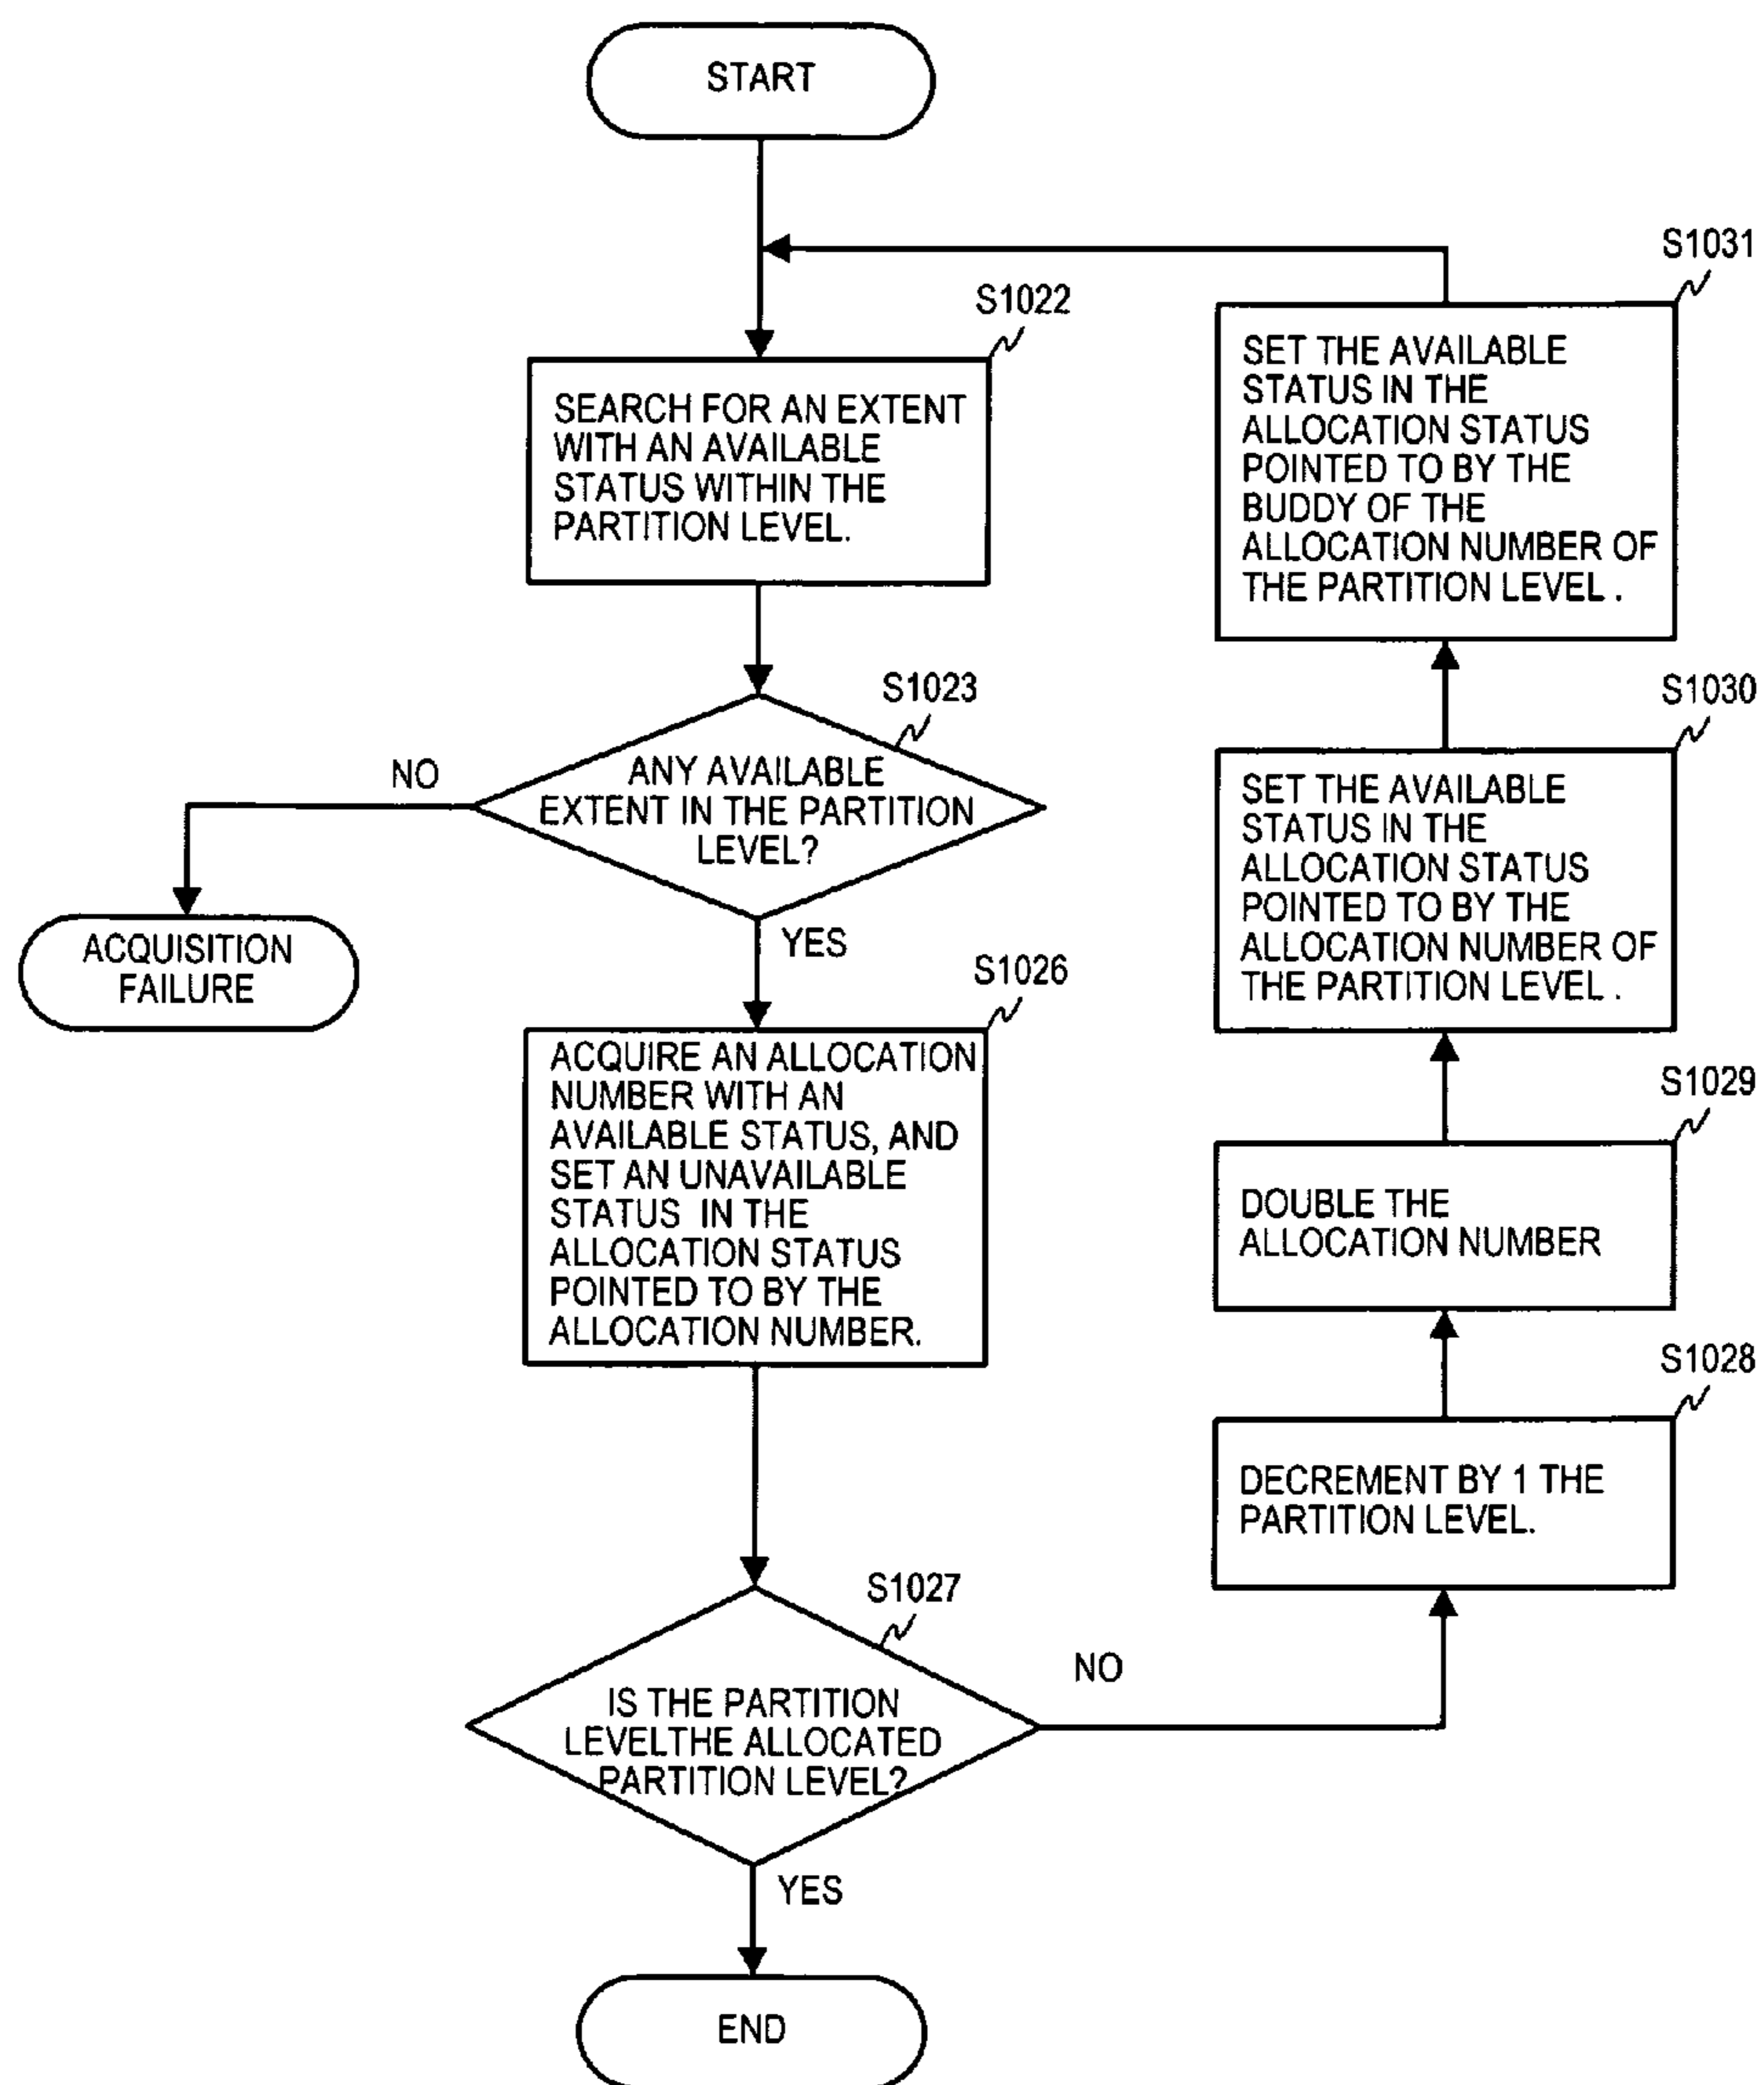 START
S1022
SEARCH FOR AN EXTENT
WITH AN AVAILABLE
STATUS WITHIN THE
PARTITION LEVEL.
S1023
ANY AVAILABLE
EXTENT IN THE PARTITION
LEVEL?
NO
ACQUISITION
FAILURE
YES
S1026
ACQUIRE AN ALLOCATION
NUMBER WITH AN
AVAILABLE STATUS, AND
SET AN UNAVAILABLE
STATUS IN THE
ALLOCATION STATUS
POINTED TO BY THE
ALLOCATION NUMBER.
S1027
IS THE PARTITION
LEVELTHE ALLOCATED
PARTITION LEVEL?
NO
YES
END
S1028
DECREMENT BY 1 THE
PARTITION LEVEL.
S1029
DOUBLE THE
ALLOCATION NUMBER
S1030
SET THE AVAILABLE
STATUS IN THE
ALLOCATION STATUS
POINTED TO BY THE
ALLOCATION NUMBER OF
THE PARTITION LEVEL .
S1031
SET THE AVAILABLE
STATUS IN THE
ALLOCATION STATUS
POINTED TO BY THE
BUDDY OF THE
ALLOCATION NUMBER OF
THE PARTITION LEVEL .